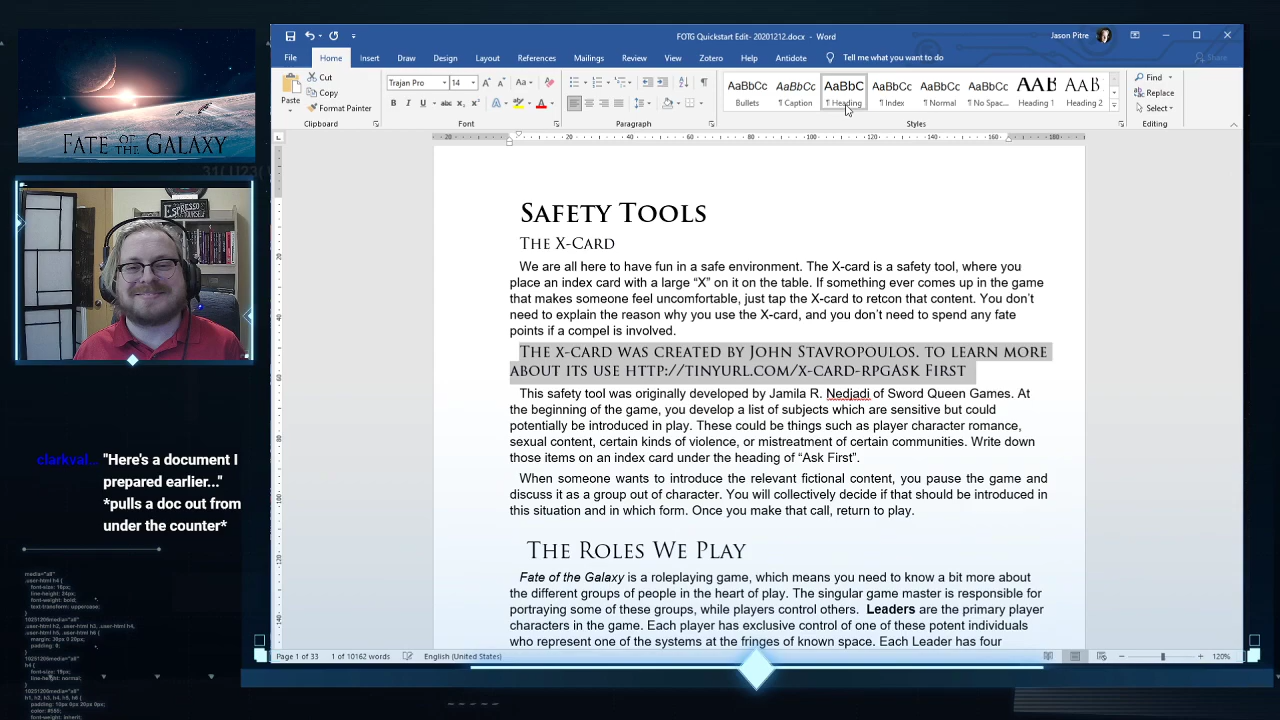 FATE OF THE GALAXY
ESPRESSO
YOURSELF
clarkval... "Here's a document I
prepared earlier..."
*pulls a doc out from
under the counter*
FOTG Quickstart Edit- 20201212.docx - Word
Jason Pitre
File Home Insert Draw Design Layout References Mailings Review View Zotero Help Antidote Tell me what you want to do Share
Paste
Cut
Copy
Format Painter
Clipboard
Trajan Pro 14
Font
Paragraph
AaBbCc AaBbCc AaBbC AaBbCc AaBbCc AaBbCc AaB AaB
Bullets ¶ Caption ¶ Heading ¶ Index ¶ Normal ¶ No Spac... Heading 1 Heading 2
Styles
Find
Replace
Select
Editing
SAFETY TOOLS
THE X-CARD
We are all here to have fun in a safe environment. The X-card is a safety tool, where you
place an index card with a large “X” on it on the table. If something ever comes up in the game
that makes someone feel uncomfortable, just tap the X-card to retcon that content. You don’t
need to explain the reason why you use the X-card, and you don’t need to spend any fate
points if a compel is involved.
THE X-CARD WAS CREATED BY JOHN STAVROPOULOS. TO LEARN MORE
ABOUT ITS USE HTTP://TINYURL.COM/X-CARD-RPGASK FIRST
This safety tool was originally developed by Jamila R. Nedjadi of Sword Queen Games. At
the beginning of the game, you develop a list of subjects which are sensitive but could
potentially be introduced in play. These could be things such as player character romance,
sexual content, certain kinds of violence, or mistreatment of certain communities. Write down
those items on an index card under the heading of “Ask First”.
When someone wants to introduce the relevant fictional content, you pause the game and
discuss it as a group out of character. You will collectively decide if that should be introduced in
this situation and in which form. Once you make that call, return to play.
THE ROLES WE PLAY
Fate of the Galaxy is a roleplaying game which means you need to know a bit more about
the different groups of people in the hearthship. The singular game master is responsible for
portraying some of these groups, while players control others. Leaders are the primary player
characters in the game. Each player has exclusive control of one of these potent individuals
who represent one of the systems at the fringe of known space. Each Leader has four
Page 1 of 33 1 of 10162 words English (United States) 120%